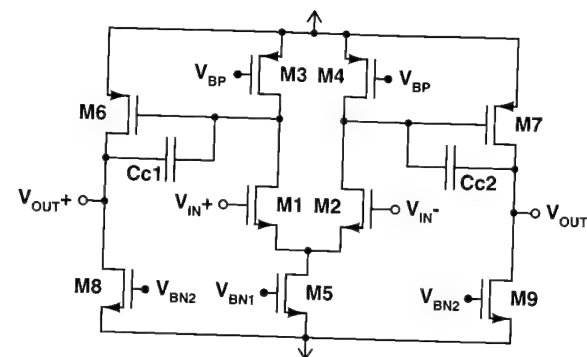 V_BP M3 M4 V_BP
M6 M7
Cc1 Cc2
V_OUT+ V_IN+ M1 M2 V_IN- V_OUT
M8 V_BN2 V_BN1 M5 V_BN2 M9